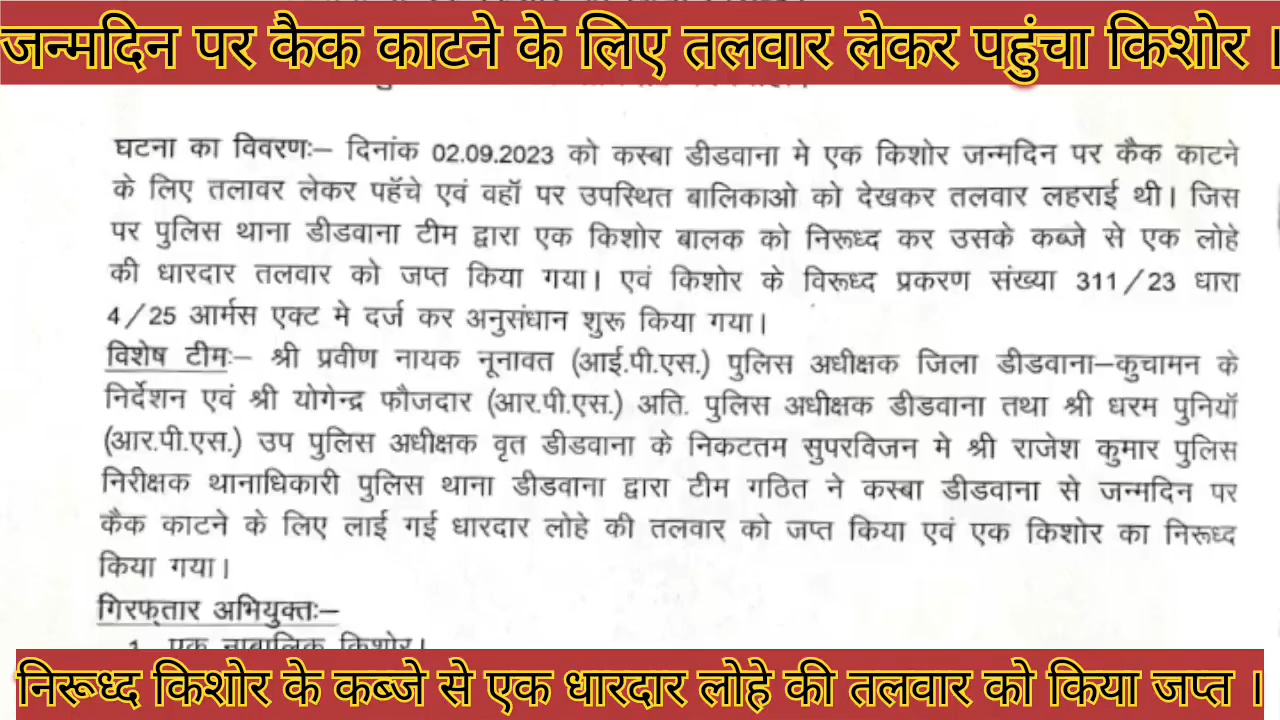 जन्मदिन पर कैक काटने के लिए तलवार लेकर पहुंचा किशोर ।
घटना का विवरणः– दिनांक 02.09.2023 को कस्बा डीडवाना मे एक किशोर जन्मदिन पर कैक काटने
के लिए तलावर लेकर पहॅचे एवं वहॉ पर उपस्थित बालिकाओ को देखकर तलवार लहराई थी। जिस
पर पुलिस थाना डीडवाना टीम द्वारा एक किशोर बालक को निरूध्द कर उसके कब्जे से एक लोहे
की धारदार तलवार को जप्त किया गया। एवं किशोर के विरूध्द प्रकरण संख्या 311/23 धारा
4/25 आर्मस एक्ट मे दर्ज कर अनुसंधान शुरू किया गया।
विशेष टीमः– श्री प्रवीण नायक नूनावत (आई.पी.एस.) पुलिस अधीक्षक जिला डीडवाना–कुचामन के
निर्देशन एवं श्री योगेन्द्र फौजदार (आर.पी.एस.) अति. पुलिस अधीक्षक डीडवाना तथा श्री धरम पुनियॉ
(आर.पी.एस.) उप पुलिस अधीक्षक वृत डीडवाना के निकटतम सुपरविजन मे श्री राजेश कुमार पुलिस
निरीक्षक थानाधिकारी पुलिस थाना डीडवाना द्वारा टीम गठित ने कस्बा डीडवाना से जन्मदिन पर
कैक काटने के लिए लाई गई धारदार लोहे की तलवार को जप्त किया एवं एक किशोर का निरूध्द
किया गया।
गिरफ्तार अभियुक्तः–
1. एक नाबालिक किशोर।
निरूध्द किशोर के कब्जे से एक धारदार लोहे की तलवार को किया जप्त ।